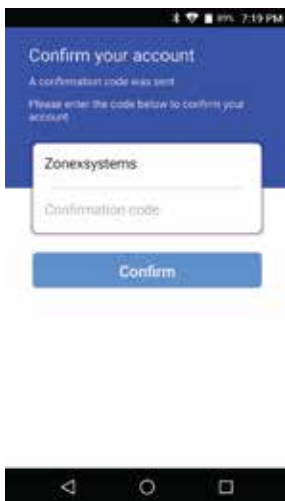 89% 7:19 PM
Confirm your account
A confirmation code was sent
Please enter the code below to confirm your
account
Zonexsystems
Confirmation code
Confirm